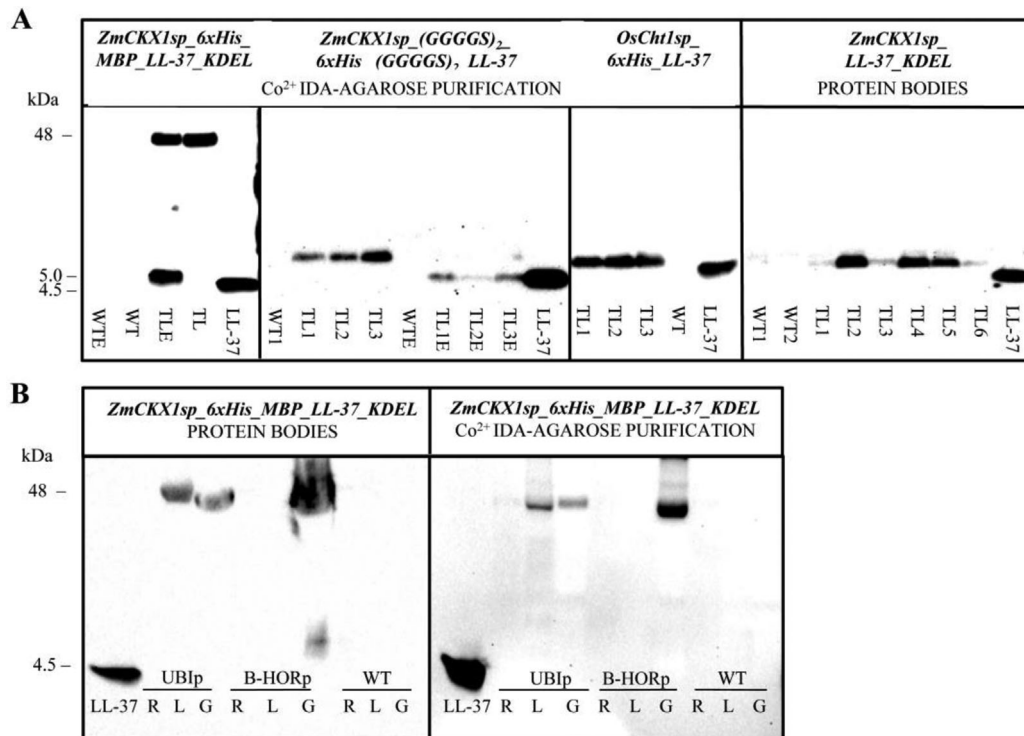 A
ZmCKX1sp_6xHis_
MBP_LL-37_KDEL
ZmCKX1sp_(GGGGS)2_
6xHis (GGGGS)2 LL-37
OsCht1sp_
6xHis_LL-37
ZmCKX1sp_
LL-37_KDEL
Co2+ IDA-AGAROSE PURIFICATION
PROTEIN BODIES
kDa
48 –
5.0 –
4.5 –
WTE WT TLE TL LL-37
WT1 TL1 TL2 TL3 WTE TL1E TL2E TL3E LL-37
TL1 TL2 TL3 WT LL-37
WT1 WT2 TL1 TL2 TL3 TL4 TL5 TL6 LL-37
B
ZmCKX1sp_6xHis_MBP_LL-37_KDEL
PROTEIN BODIES
ZmCKX1sp_6xHis_MBP_LL-37_KDEL
Co2+ IDA-AGAROSE PURIFICATION
kDa
48 –
4.5 –
UBIp B-HORp WT
LL-37 R L G R L G R L G
UBIp B-HORp WT
LL-37 R L G R L G R L G